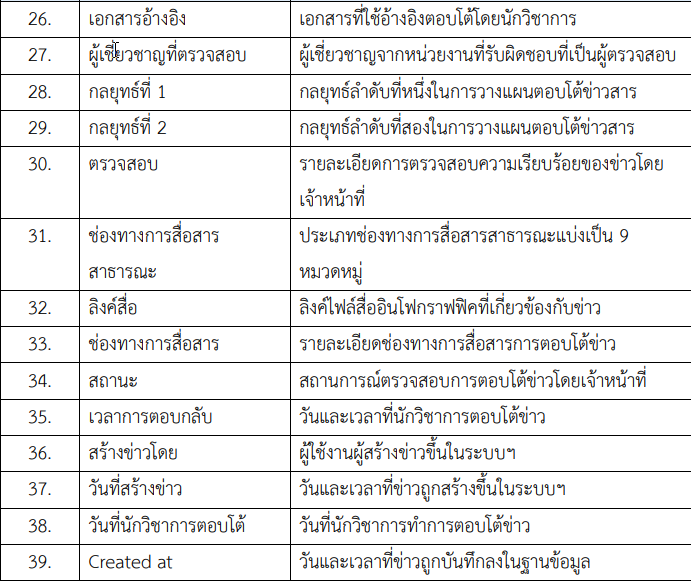 26. เอกสารอ้างอิง เอกสารที่ใช้อ้างอิงตอบโต้โดยนักวิชาการ
27. ผู้เชี่ยวชาญที่ตรวจสอบ ผู้เชี่ยวชาญจากหน่วยงานที่รับผิดชอบที่เป็นผู้ตรวจสอบ
28. กลยุทธ์ที่ 1 กลยุทธ์ลำดับที่หนึ่งในการวางแผนตอบโต้ข่าวสาร
29. กลยุทธ์ที่ 2 กลยุทธ์ลำดับที่สองในการวางแผนตอบโต้ข่าวสาร
30. ตรวจสอบ รายละเอียดการตรวจสอบความเรียบร้อยของข่าวโดย
เจ้าหน้าที่
31. ช่องทางการสื่อสาร ประเภทช่องทางการสื่อสารสาธารณะแบ่งเป็น 9
สาธารณะ หมวดหมู่
32. ลิงค์สื่อ ลิงค์ไฟล์สื่ออินโฟกราฟฟิคที่เกี่ยวข้องกับข่าว
33. ช่องทางการสื่อสาร รายละเอียดช่องทางการสื่อสารการตอบโต้ข่าว
34. สถานะ สถานการณ์ตรวจสอบการตอบโต้ข่าวโดยเจ้าหน้าที่
35. เวลาการตอบกลับ วันและเวลาที่นักวิชาการตอบโต้ข่าว
36. สร้างข่าวโดย ผู้ใช้งานผู้สร้างข่าวขึ้นในระบบฯ
37. วันที่สร้างข่าว วันและเวลาที่ข่าวถูกสร้างขึ้นในระบบฯ
38. วันที่นักวิชาการตอบโต้ วันที่นักวิชาการทำการตอบโต้ข่าว
39. Created at วันและเวลาที่ข่าวถูกบันทึกลงในฐานข้อมูล